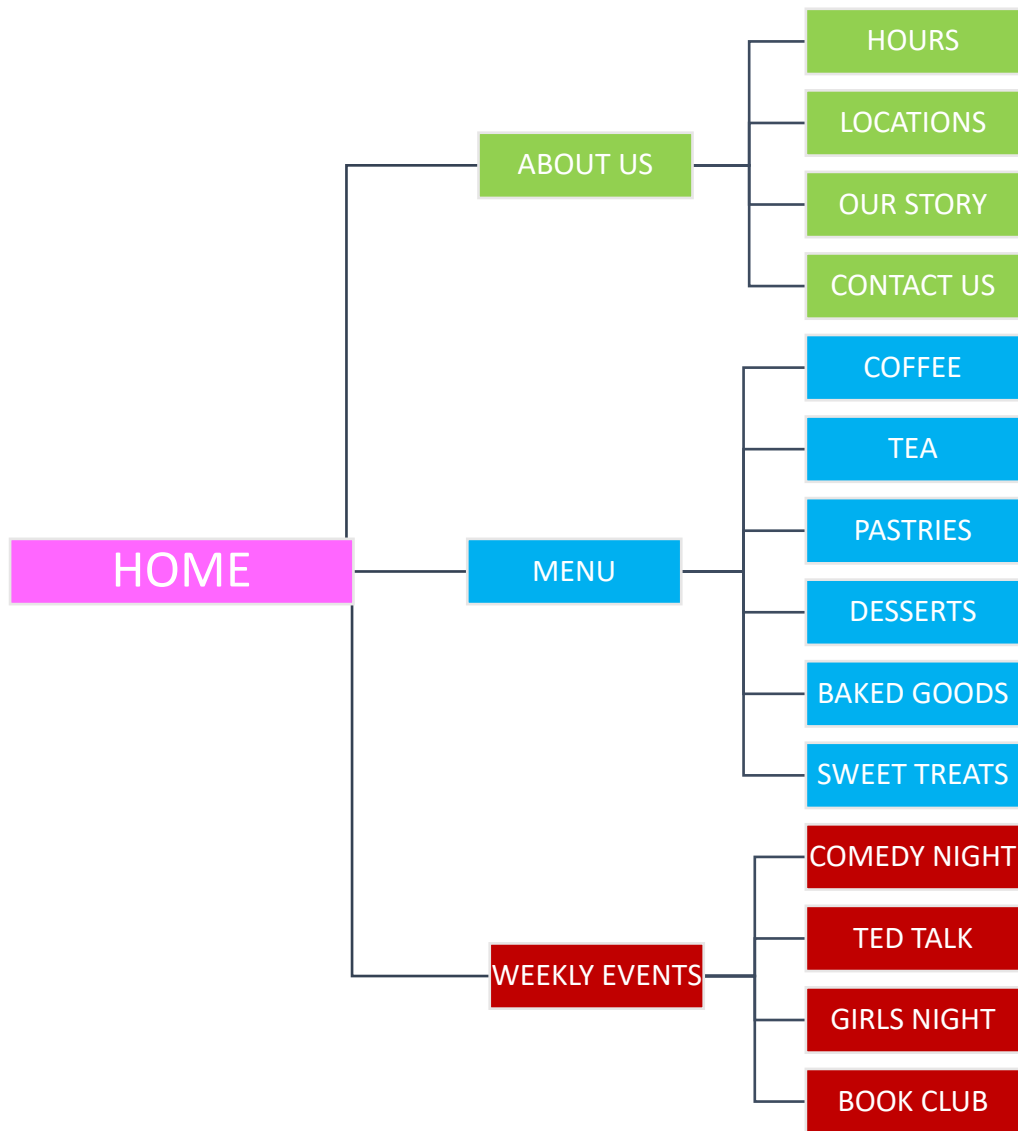 HOME
ABOUT US
HOURS
LOCATIONS
OUR STORY
CONTACT US
MENU
COFFEE
TEA
PASTRIES
DESSERTS
BAKED GOODS
SWEET TREATS
WEEKLY EVENTS
COMEDY NIGHT
TED TALK
GIRLS NIGHT
BOOK CLUB